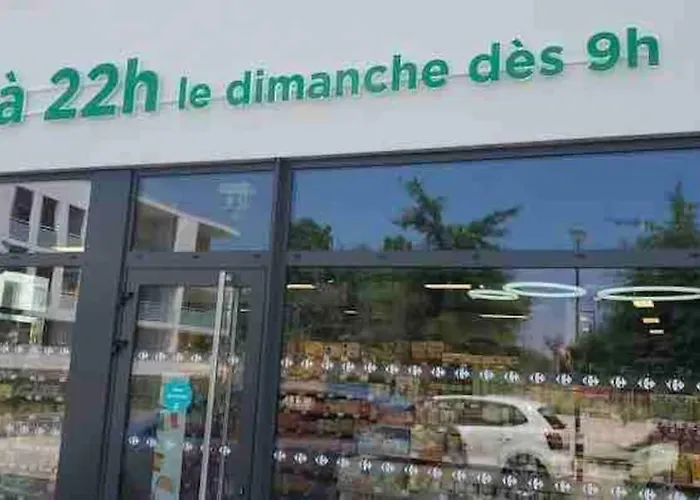 à 22h le dimanche dès 9h